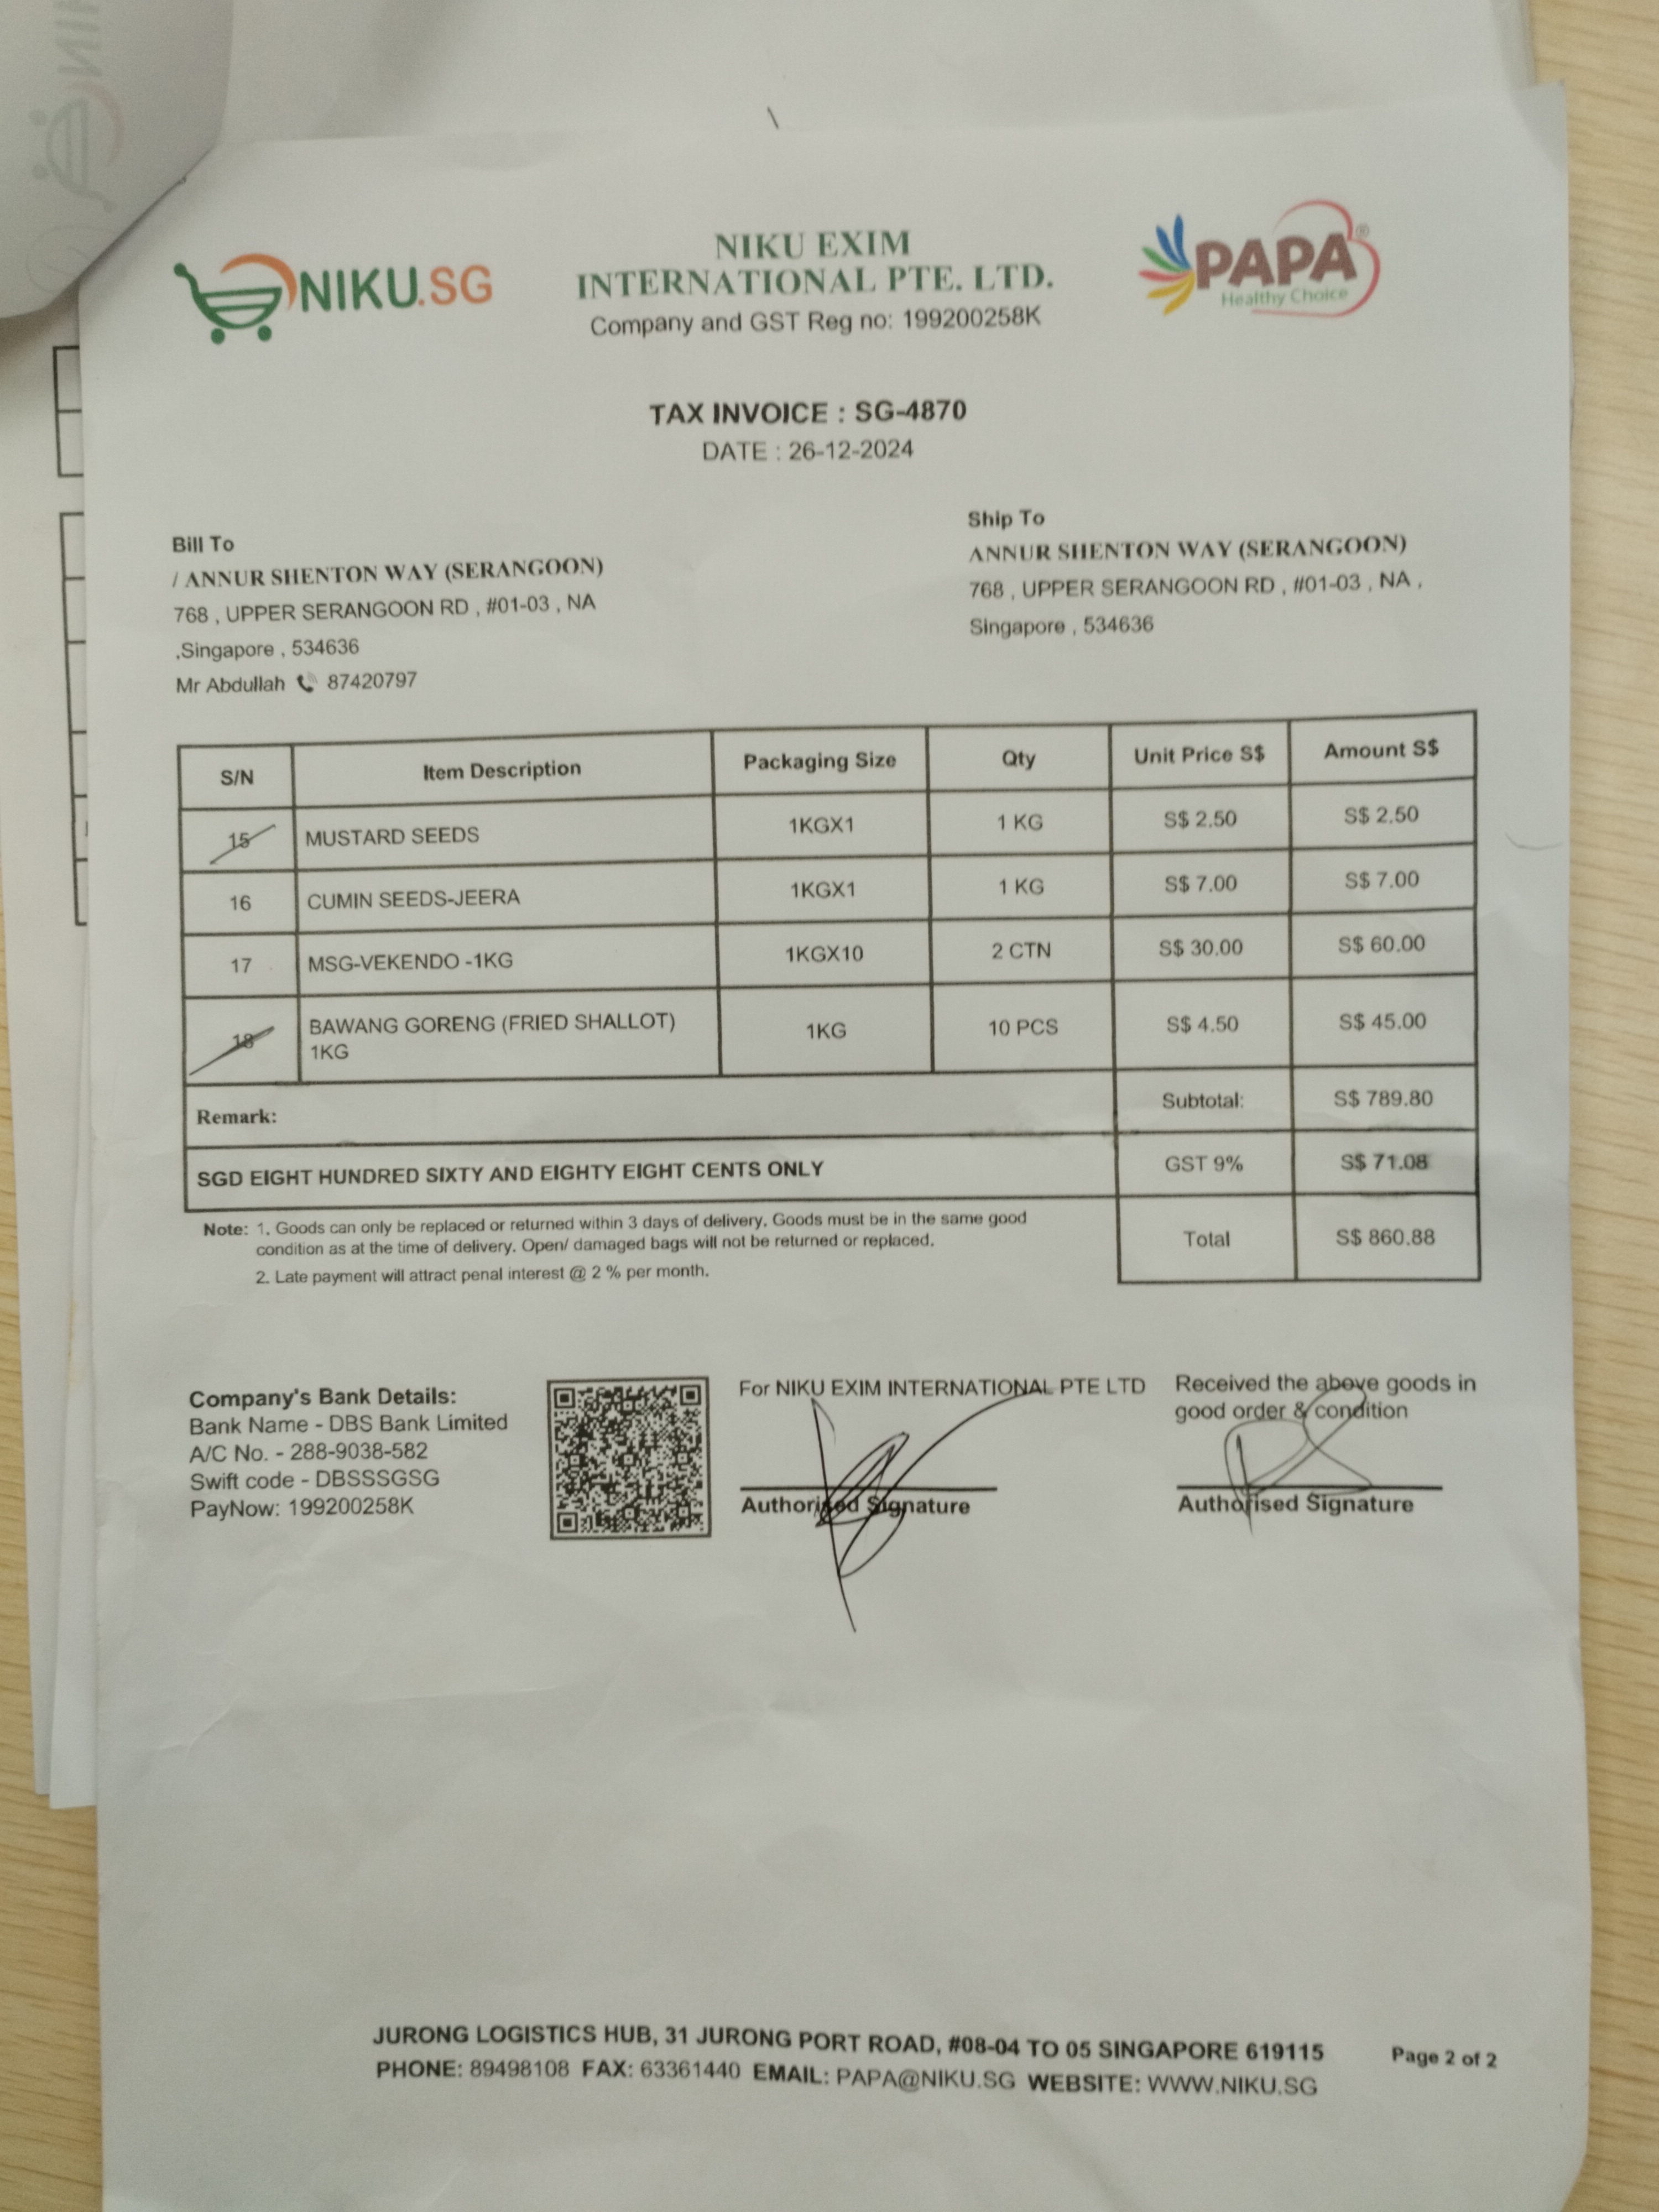 NIKU.SG
NIKU EXIM
INTERNATIONAL PTE. LTD.
Company and GST Reg no: 199200258K
PAPA®
Healthy Choice
TAX INVOICE : SG-4870
DATE : 26-12-2024
Bill To
/ ANNUR SHENTON WAY (SERANGOON)
768 , UPPER SERANGOON RD , #01-03 , NA
,Singapore , 534636
Mr Abdullah 87420797
Ship To
ANNUR SHENTON WAY (SERANGOON)
768 , UPPER SERANGOON RD , #01-03 , NA ,
Singapore , 534636
S/N Item Description Packaging Size Qty Unit Price S$ Amount S$
15 MUSTARD SEEDS 1KGX1 1 KG S$ 2.50 S$ 2.50
16 CUMIN SEEDS-JEERA 1KGX1 1 KG S$ 7.00 S$ 7.00
17 MSG-VEKENDO -1KG 1KGX10 2 CTN S$ 30.00 S$ 60.00
18 BAWANG GORENG (FRIED SHALLOT) 1KG 10 PCS S$ 4.50 S$ 45.00
1KG
Remark: Subtotal: S$ 789.80
SGD EIGHT HUNDRED SIXTY AND EIGHTY EIGHT CENTS ONLY GST 9% S$ 71.08
Total S$ 860.88
Note: 1. Goods can only be replaced or returned within 3 days of delivery. Goods must be in the same good
condition as at the time of delivery. Open/ damaged bags will not be returned or replaced.
2. Late payment will attract penal interest @ 2 % per month.
Company's Bank Details:
Bank Name - DBS Bank Limited
A/C No. - 288-9038-582
Swift code - DBSSSGSG
PayNow: 199200258K
For NIKU EXIM INTERNATIONAL PTE LTD
Authorised Signature
Received the above goods in
good order & condition
Authorised Signature
JURONG LOGISTICS HUB, 31 JURONG PORT ROAD, #08-04 TO 05 SINGAPORE 619115
PHONE: 89498108 FAX: 63361440 EMAIL: PAPA@NIKU.SG WEBSITE: WWW.NIKU.SG
Page 2 of 2